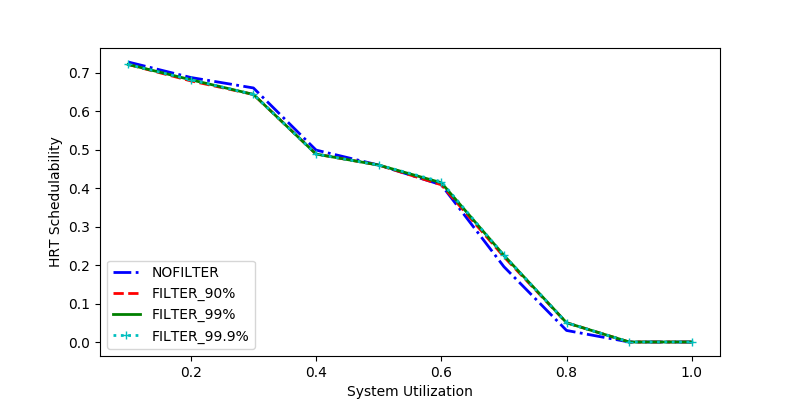 0.7
0.6
0.5
0.4
0.3
0.2
0.1
0.0
HRT Schedulability
NOFILTER
FILTER_90%
FILTER_99%
FILTER_99.9%
0.2 0.4 0.6 0.8 1.0
System Utilization